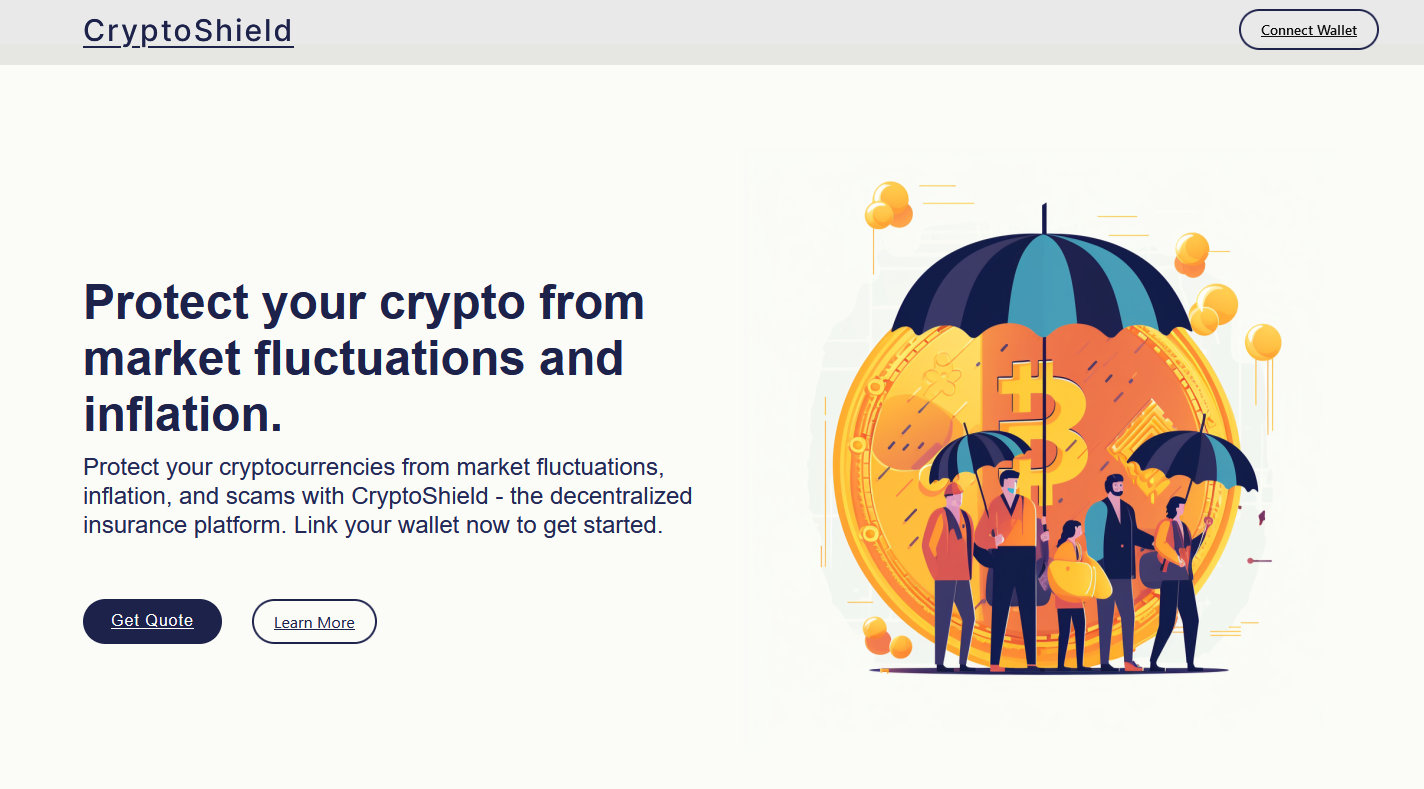 CryptoShield
Connect Wallet
Protect your crypto from
market fluctuations and
inflation.
Protect your cryptocurrencies from market fluctuations,
inflation, and scams with CryptoShield - the decentralized
insurance platform. Link your wallet now to get started.
Get Quote
Learn More